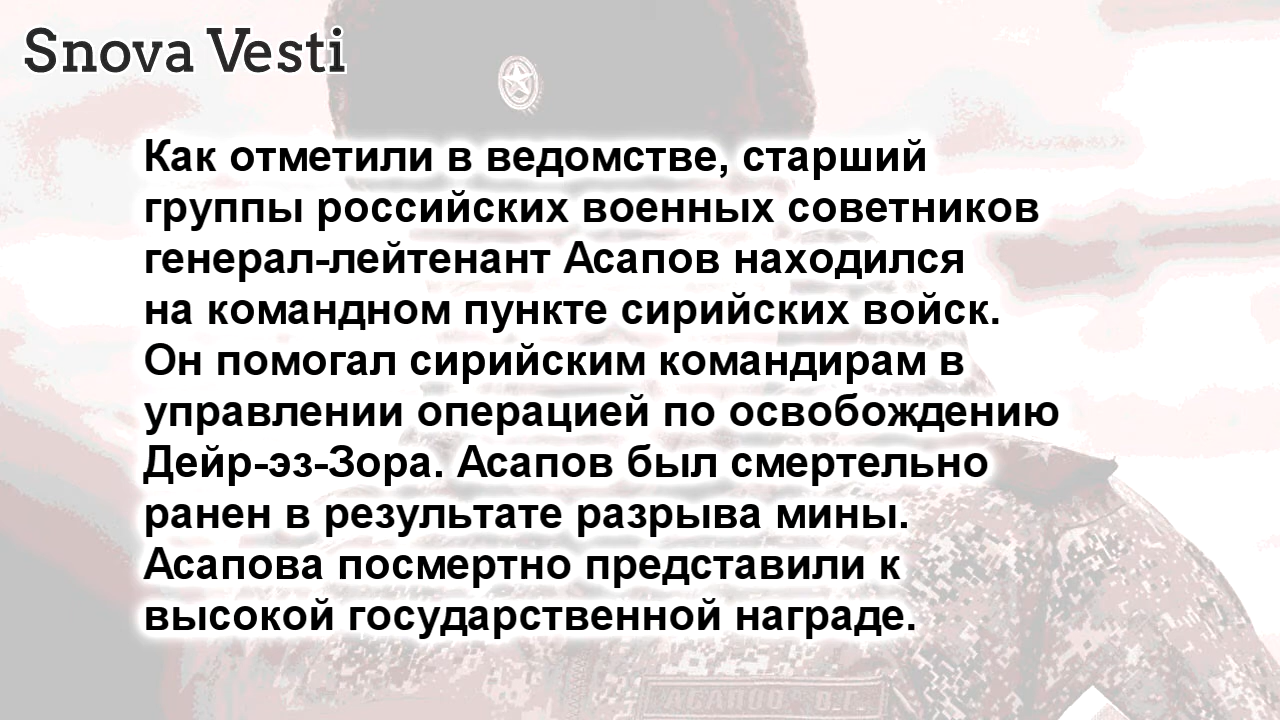 Snova Vesti
Как отметили в ведомстве, старший
группы российских военных советников
генерал-лейтенант Асапов находился
на командном пункте сирийских войск.
Он помогал сирийским командирам в
управлении операцией по освобождению
Дейр-эз-Зора. Асапов был смертельно
ранен в результате разрыва мины.
Асапова посмертно представили к
высокой государственной награде.
АСАПОВ В.Г.